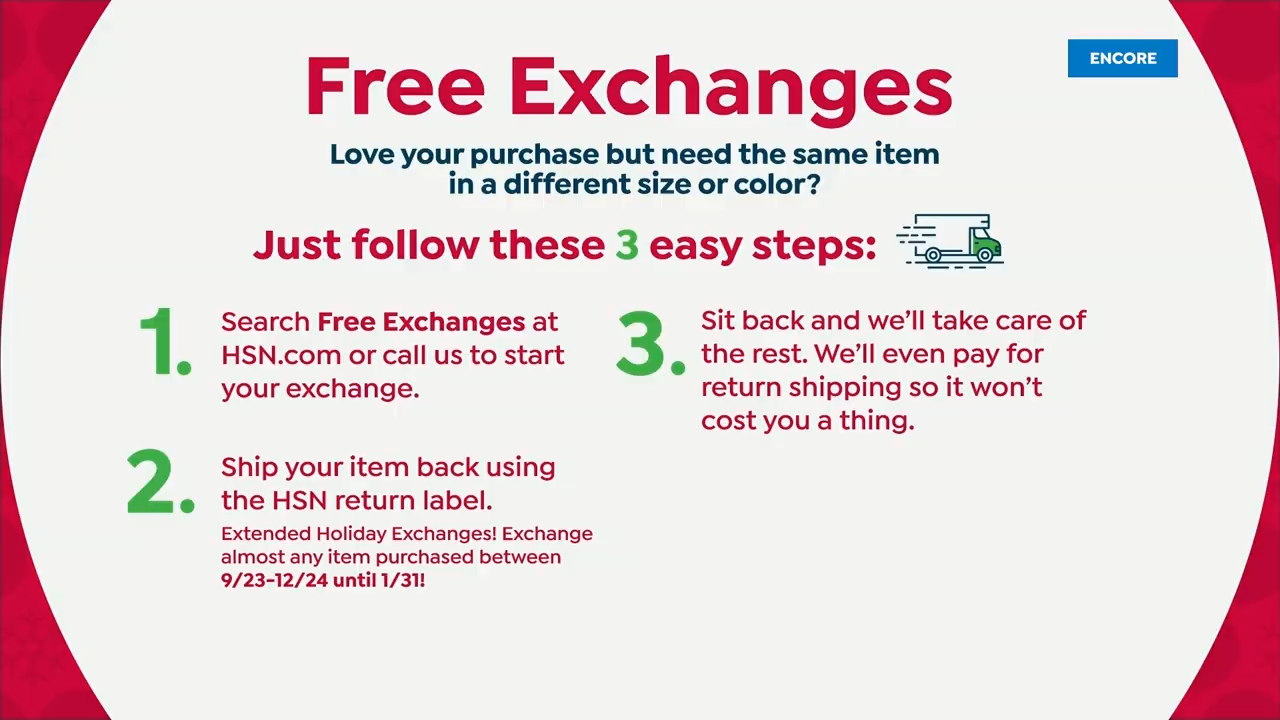 ENCORE
Free Exchanges
Love your purchase but need the same item
in a different size or color?
Just follow these 3 easy steps:
1.
Search Free Exchanges at
HSN.com or call us to start
your exchange.
2.
Ship your item back using
the HSN return label.
Extended Holiday Exchanges! Exchange
almost any item purchased between
9/23-12/24 until 1/31!
3.
Sit back and we'll take care of
the rest. We'll even pay for
return shipping so it won't
cost you a thing.